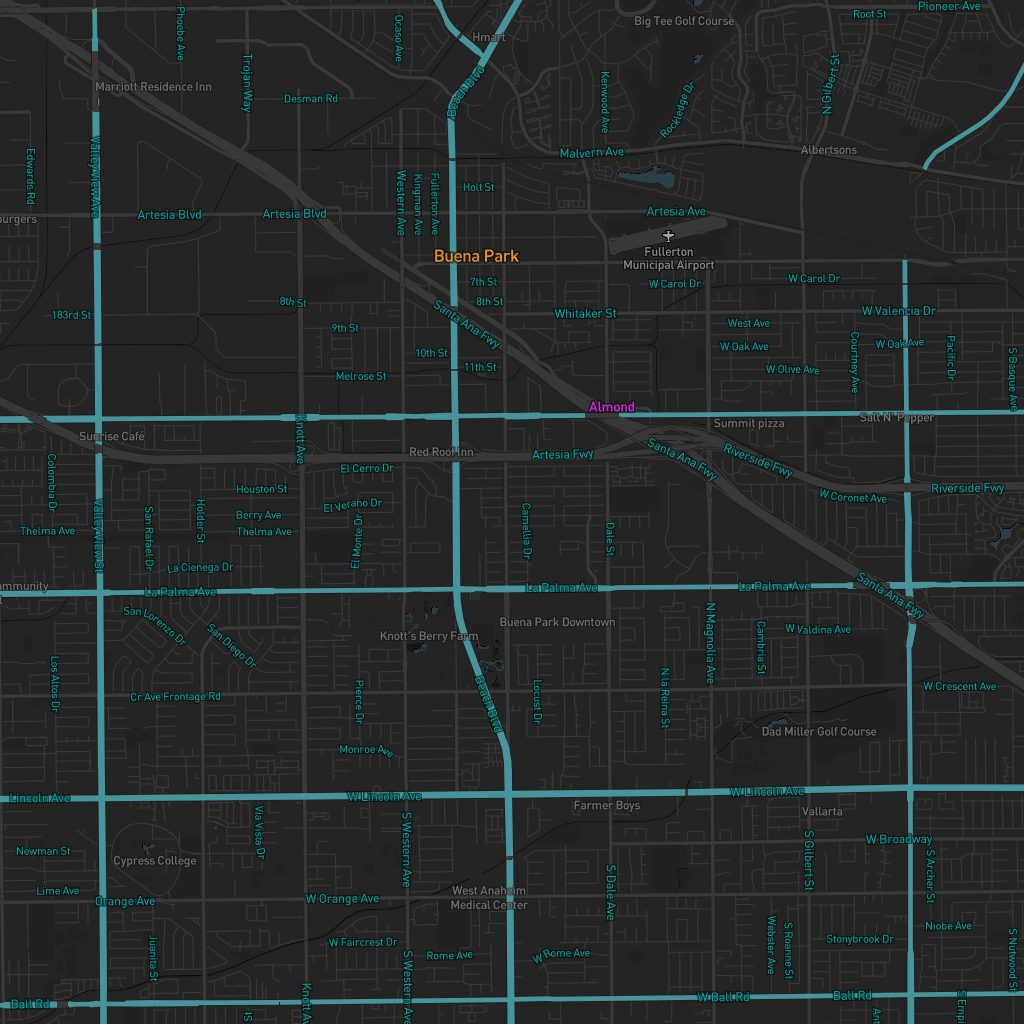 Pioneer Ave
Root St
Big Tee Golf Course
Phoebe Ave
Ocaso Ave
Hmart
Trojan Way
Marriott Residence Inn
Desman Rd
Beach Blvd
Kenwood Ave
Rockledge Dr
N Gilbert St
Malvern Ave
Albertsons
Edwards Rd
Valley View Ave
Western Ave
Kingman Ave
Fullerton Ave
Holt St
burgers
Artesia Blvd
Artesia Blvd
Artesia Ave
Fullerton
Municipal Airport
Buena Park
7th St
W Carol Dr
W Carol Dr
8th St
8th St
183rd St
Santa Ana Fwy
Whitaker St
W Valencia Dr
9th St
West Ave
10th St
W Oak Ave
Courtney Ave
W Oak Ave
Pacific Dr
S Basque Ave
11th St
Melrose St
W Olive Ave
Almond
Knott Ave
Sunrise Café
Summit pizza
Salt N' Pepper
Red Roof Inn
Artesia Fwy
Santa Ana Fwy
Riverside Fwy
El Cerro Dr
Columbia Dr
Houston St
W Coronet Ave
Riverside Fwy
Valley View St
San Rafael Dr
Holder St
Berry Ave
El Verano Dr
Thelma Ave
Thelma Ave
El Monte Dr
Camellia Dr
Dale St
La Cienega Dr
ommunity
La Palma Ave
La Palma Ave
La Palma Ave
Santa Ana Fwy
San Lorenzo Dr
San Diego Dr
Knott's Berry Farm
Buena Park Downtown
N Magnolia Ave
Cambria St
W Valdina Ave
Los Altos Dr
Cr Ave Frontage Rd
Pierce Dr
Beach Blvd
Locust Dr
N la Reina St
W Crescent Ave
Monroe Ave
Dad Miller Golf Course
Lincoln Ave
W Lincoln Ave
W Lincoln Ave
Farmer Boys
Vallarta
Via Vista Dr
S Western Ave
S Gilbert St
W Broadway
Newman St
Cypress College
S Archer St
Lime Ave
Orange Ave
W Orange Ave
West Anaheim
Medical Center
S Dale Ave
Juanita St
W Faircrest Dr
Rome Ave
W Rome Ave
Webster Ave
S Roanne St
Stonybrook Dr
Niobe Ave
S Nutwood St
Ball Rd
Knott A
S Western Ave
W Ball Rd
Ball Rd
S Emp